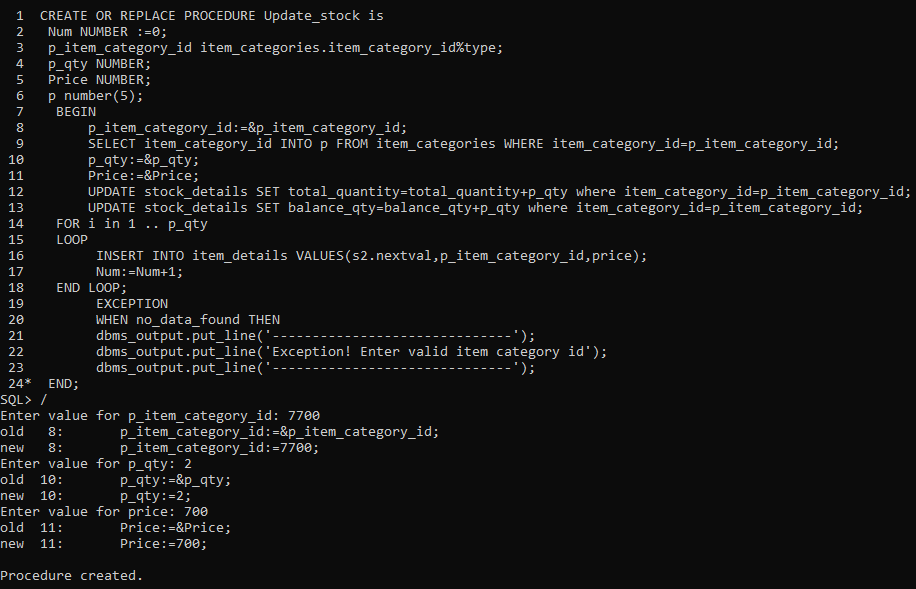 1  CREATE OR REPLACE PROCEDURE Update_stock is
2   Num NUMBER :=0;
3   p_item_category_id item_categories.item_category_id%type;
4   p_qty NUMBER;
5   Price NUMBER;
6   p number(5);
7    BEGIN
8        p_item_category_id:=&p_item_category_id;
9        SELECT item_category_id INTO p FROM item_categories WHERE item_category_id=p_item_category_id;
10        p_qty:=&p_qty;
11        Price:=&Price;
12        UPDATE stock_details SET total_quantity=total_quantity+p_qty where item_category_id=p_item_category_id;
13        UPDATE stock_details SET balance_qty=balance_qty+p_qty where item_category_id=p_item_category_id;
14    FOR i in 1 .. p_qty
15    LOOP
16         INSERT INTO item_details VALUES(s2.nextval,p_item_category_id,price);
17         Num:=Num+1;
18    END LOOP;
19         EXCEPTION
20         WHEN no_data_found THEN
21         dbms_output.put_line('------------------------------');
22         dbms_output.put_line('Exception! Enter valid item category id');
23         dbms_output.put_line('------------------------------');
24*  END;
SQL> /
Enter value for p_item_category_id: 7700
old   8:       p_item_category_id:=&p_item_category_id;
new   8:       p_item_category_id:=7700;
Enter value for p_qty: 2
old  10:       p_qty:=&p_qty;
new  10:       p_qty:=2;
Enter value for price: 700
old  11:       Price:=&Price;
new  11:       Price:=700;
Procedure created.